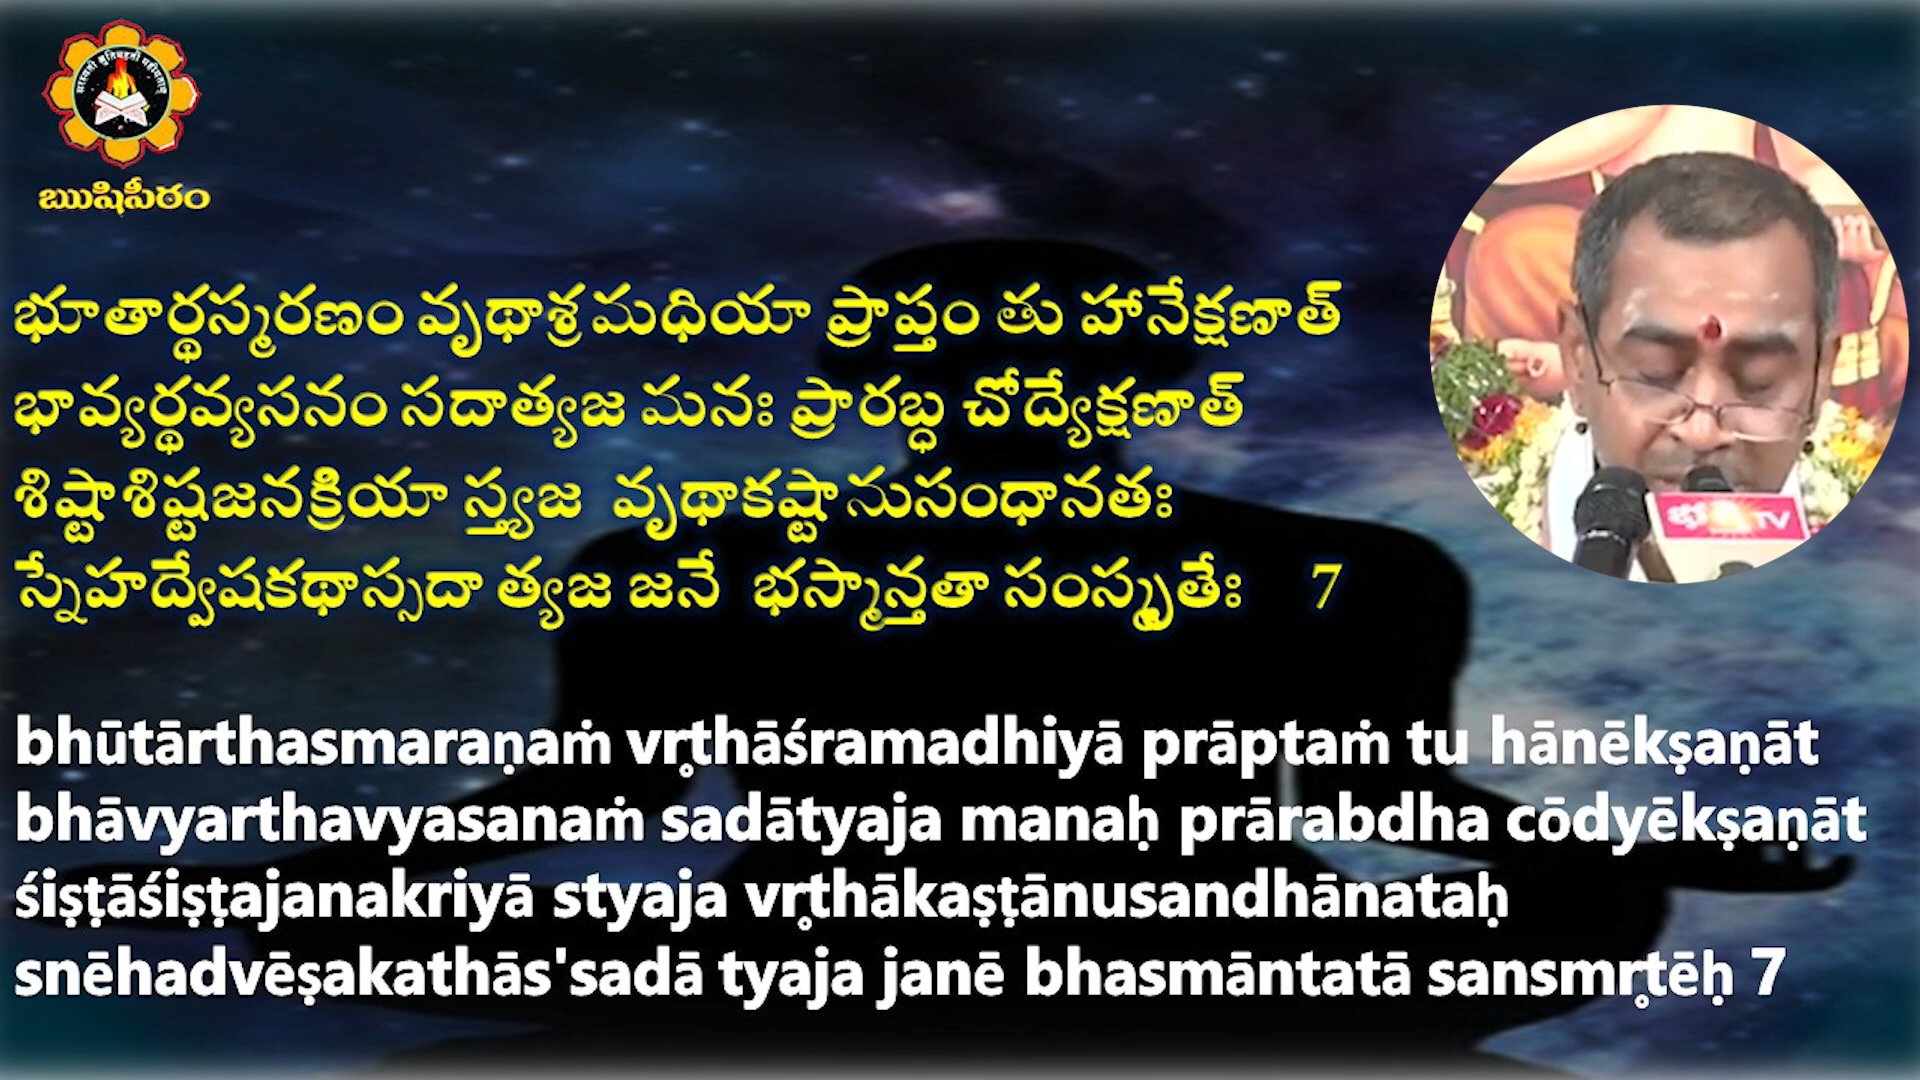 ఋషిపీఠం
భూతార్థస్మరణం వృథాశ్రమధియా ప్రాప్తం తు హానేక్షణాత్
భావ్యర్థవ్యసనం సదాత్యజ మనః ప్రారబ్ధ చోద్యేక్షణాత్
శిష్టాశిష్టజనక్రియా స్త్యజ వృథాకష్టానుసంధానతః
స్నేహద్వేషకథాస్సదా త్యజ జనే భస్మాన్తతా సంస్మృతేః 7
TV
bhūtārthasmaraṇaṁ vr̥thāśramadhiyā prāptaṁ tu hānēkṣaṇāt
bhāvyarthavyasanaṁ sadātyaja manaḥ prārabdha cōdyēkṣaṇāt
śiṣṭāśiṣṭajanakriyā styaja vr̥thākaṣṭānusandhānataḥ
snēhadvēṣakathās'sadā tyaja janē bhasmāntatā sansmr̥tēḥ 7